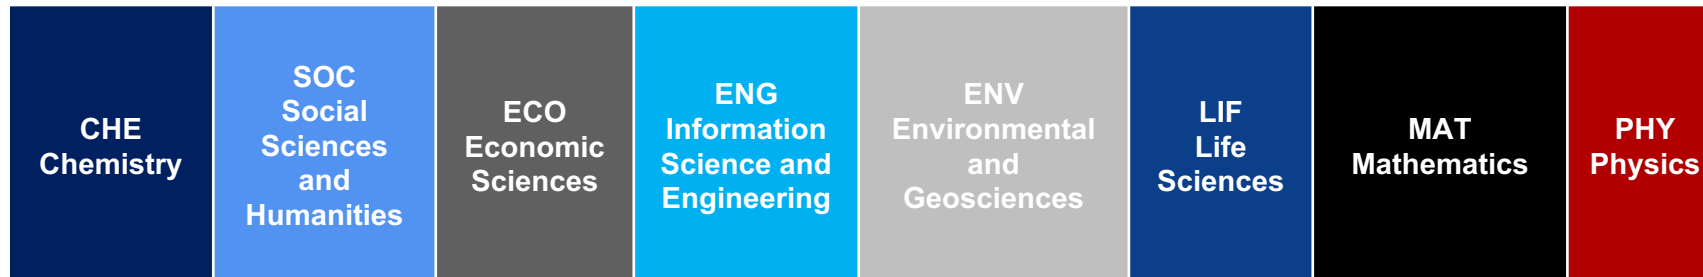 CHE
Chemistry
SOC
Social
Sciences
and
Humanities
ECO
Economic
Sciences
ENG
Information
Science and
Engineering
ENV
Environmental
and
Geosciences
LIF
Life
Sciences
MAT
Mathematics
PHY
Physics